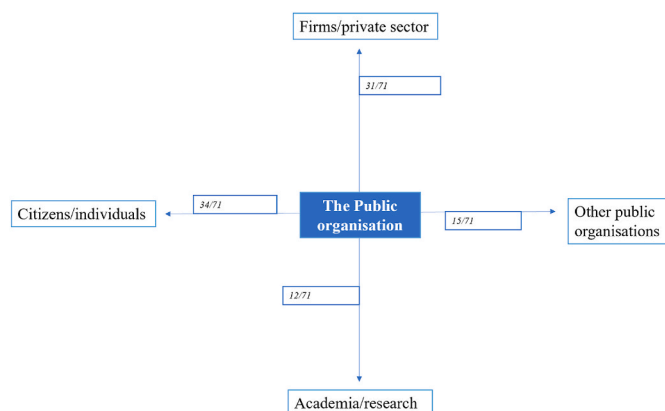 Firms/private sector
31/71
34/71
Citizens/individuals
The Public
organisation
15/71
Other public
organisations
12/71
Academia/research